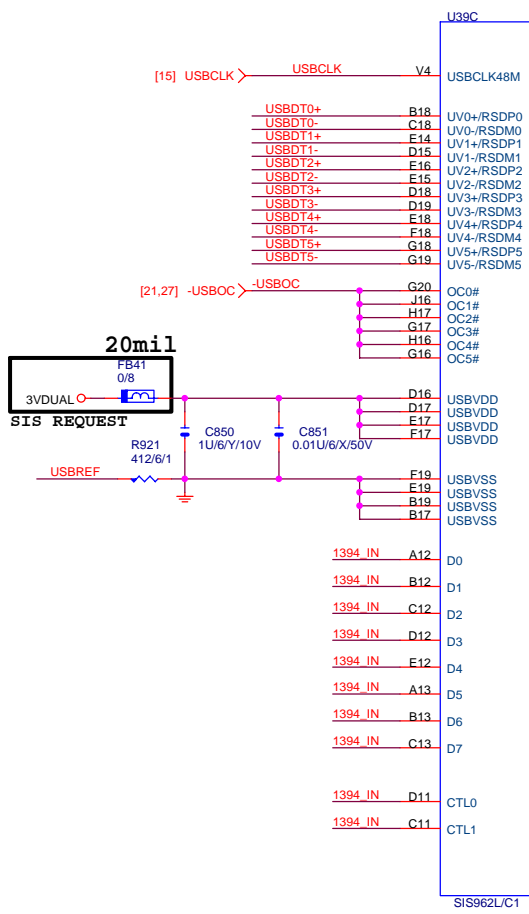 U39C
[15] USBCLK USBCLK V4 USBCLK48M
USBDT0+ B18 UV0+/RSDP0
USBDT0- C18 UV0-/RSDM0
USBDT1+ E14 UV1+/RSDP1
USBDT1- D15 UV1-/RSDM1
USBDT2+ E16 UV2+/RSDP2
USBDT2- E15 UV2-/RSDM2
USBDT3+ D18 UV3+/RSDP3
USBDT3- D19 UV3-/RSDM3
USBDT4+ E18 UV4+/RSDP4
USBDT4- F18 UV4-/RSDM4
USBDT5+ G18 UV5+/RSDP5
USBDT5- G19 UV5-/RSDM5
[21,27] -USBOC -USBOC G20 OC0#
J16 OC1#
H17 OC2#
G17 OC3#
H16 OC4#
G16 OC5#
20mil
FB41
0/8
3VDUAL
SIS REQUEST
D16 USBVDD
D17 USBVDD
E17 USBVDD
F17 USBVDD
C850
1U/6/Y/10V
C851
0.01U/6/X/50V
R921
412/6/1
USBREF
F19 USBVSS
E19 USBVSS
B19 USBVSS
B17 USBVSS
1394_IN A12 D0
1394_IN B12 D1
1394_IN C12 D2
1394_IN D12 D3
1394_IN E12 D4
1394_IN A13 D5
1394_IN B13 D6
1394_IN C13 D7
1394_IN D11 CTL0
1394_IN C11 CTL1
SIS962L/C1